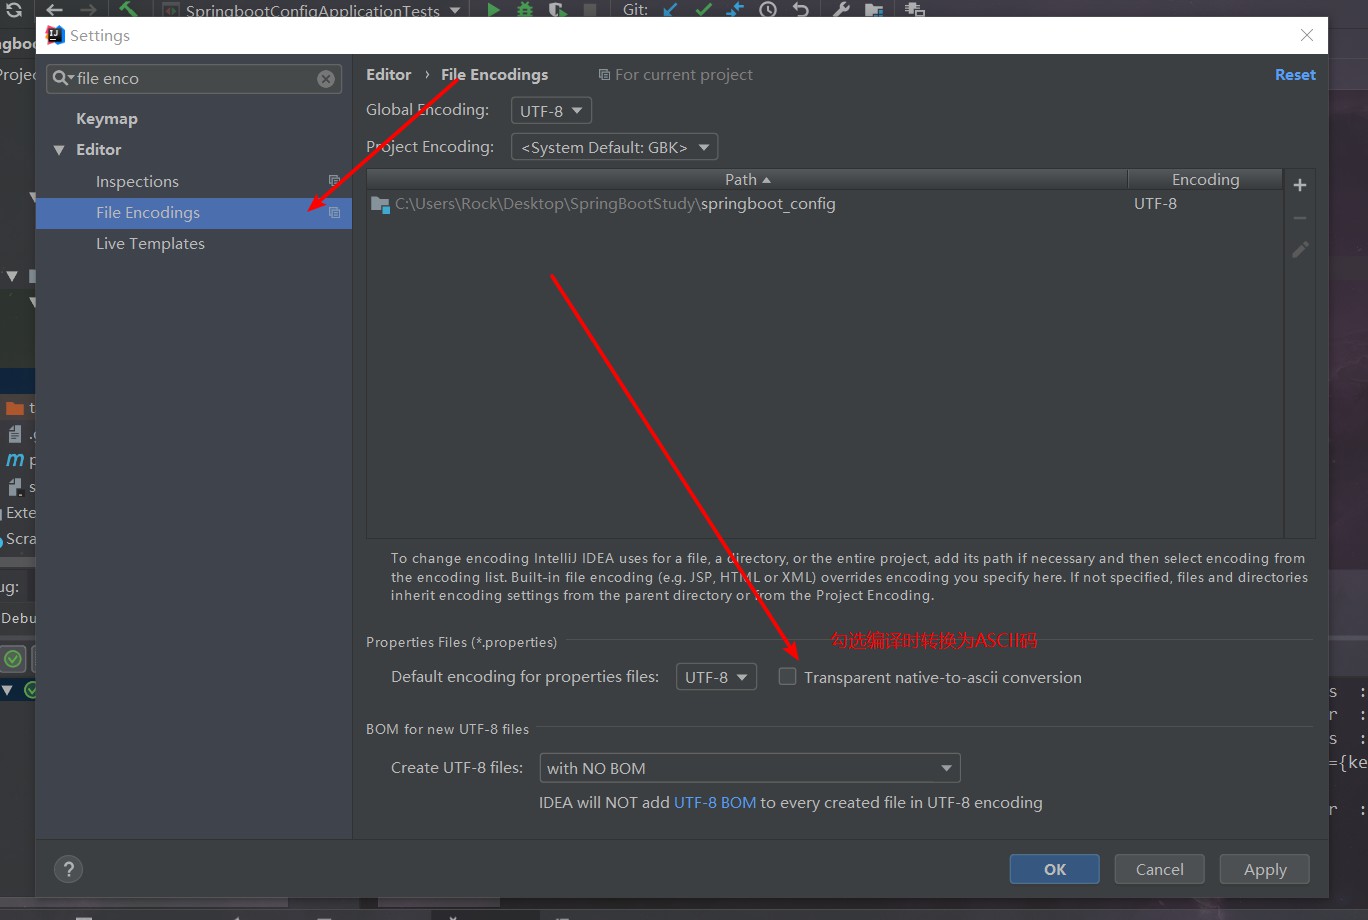 SpringbootConfigApplicationTests
Git:
Settings
file enco
Keymap
Editor
Inspections
File Encodings
Live Templates
Editor › File Encodings
For current project
Reset
Global Encoding:
UTF-8
Project Encoding:
<System Default: GBK>
Path
Encoding
C:\Users\Rock\Desktop\SpringBootStudy\springboot_config
UTF-8
To change encoding IntelliJ IDEA uses for a file, a directory, or the entire project, add its path if necessary and then select encoding from
the encoding list. Built-in file encoding (e.g. JSP, HTML or XML) overrides encoding you specify here. If not specified, files and directories
inherit encoding settings from the parent directory or from the Project Encoding.
Properties Files (*.properties)
勾选编译时转换为ASCII码
Default encoding for properties files:
UTF-8
Transparent native-to-ascii conversion
BOM for new UTF-8 files
Create UTF-8 files:
with NO BOM
IDEA will NOT add UTF-8 BOM to every created file in UTF-8 encoding
?
OK
Cancel
Apply